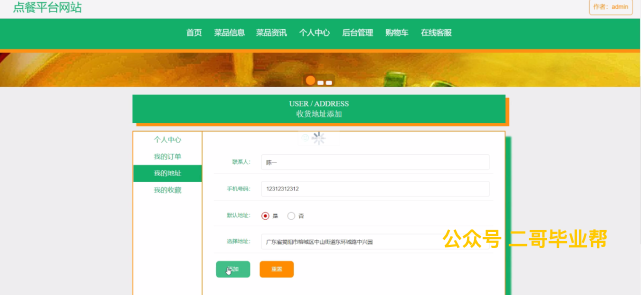 点餐平台网站
作者：admin
首页 菜品信息 菜品资讯 个人中心 后台管理 购物车 在线客服
USER / ADDRESS
收货地址添加
个人中心
我的订单
我的地址
我的收藏
联系人：
陈一
手机号码：
12312312312
默认地址：
是 否
选择地址：
广东省揭阳市榕城区中山街道东环城路中兴园
添加 重置
公众号 二哥毕业帮